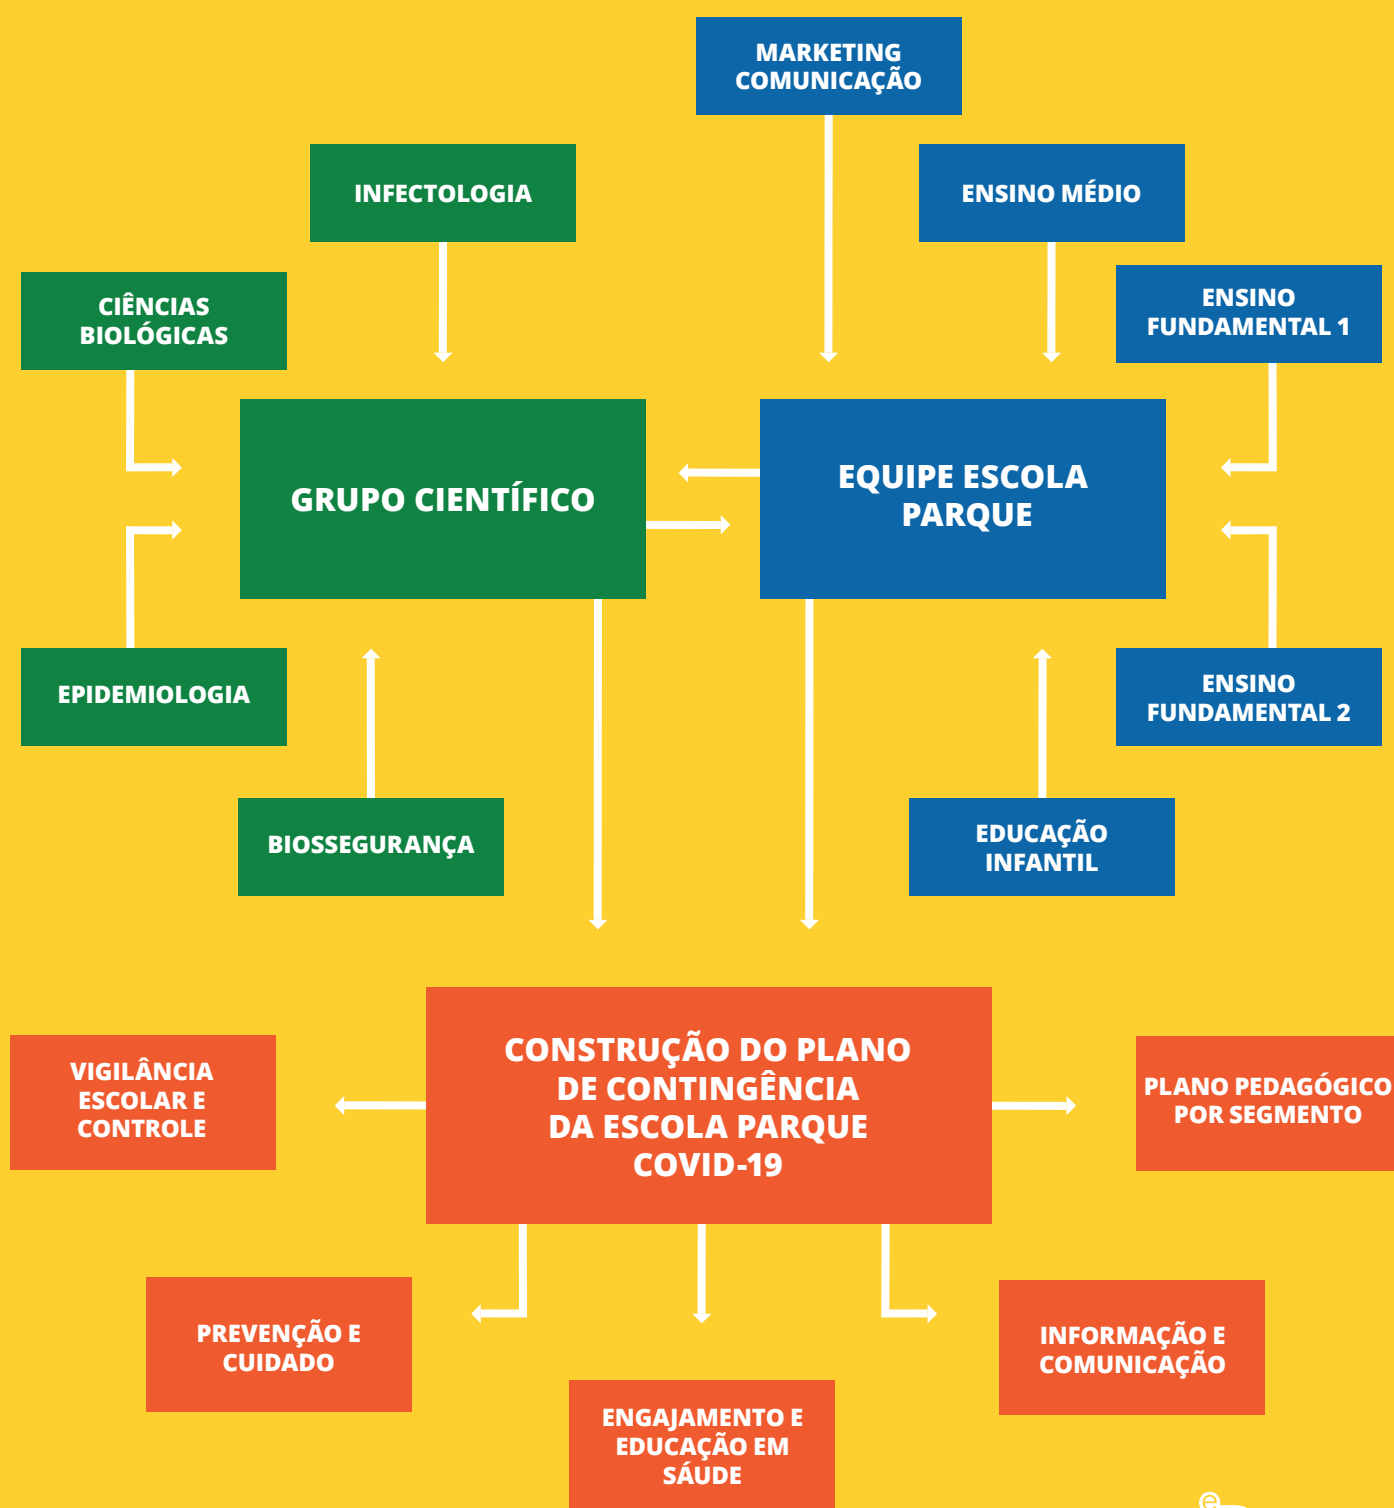 MARKETING
COMUNICAÇÃO
INFECTOLOGIA
ENSINO MÉDIO
CIÊNCIAS
BIOLÓGICAS
ENSINO
FUNDAMENTAL 1
GRUPO CIENTÍFICO
EQUIPE ESCOLA
PARQUE
EPIDEMIOLOGIA
ENSINO
FUNDAMENTAL 2
BIOSSEGURANÇA
EDUCAÇÃO
INFANTIL
CONSTRUÇÃO DO PLANO
DE CONTINGÊNCIA
DA ESCOLA PARQUE
COVID-19
VIGILÂNCIA
ESCOLAR E
CONTROLE
PLANO PEDAGÓGICO
POR SEGMENTO
PREVENÇÃO E
CUIDADO
INFORMAÇÃO E
COMUNICAÇÃO
ENGAJAMENTO E
EDUCAÇÃO EM
SÁUDE
e